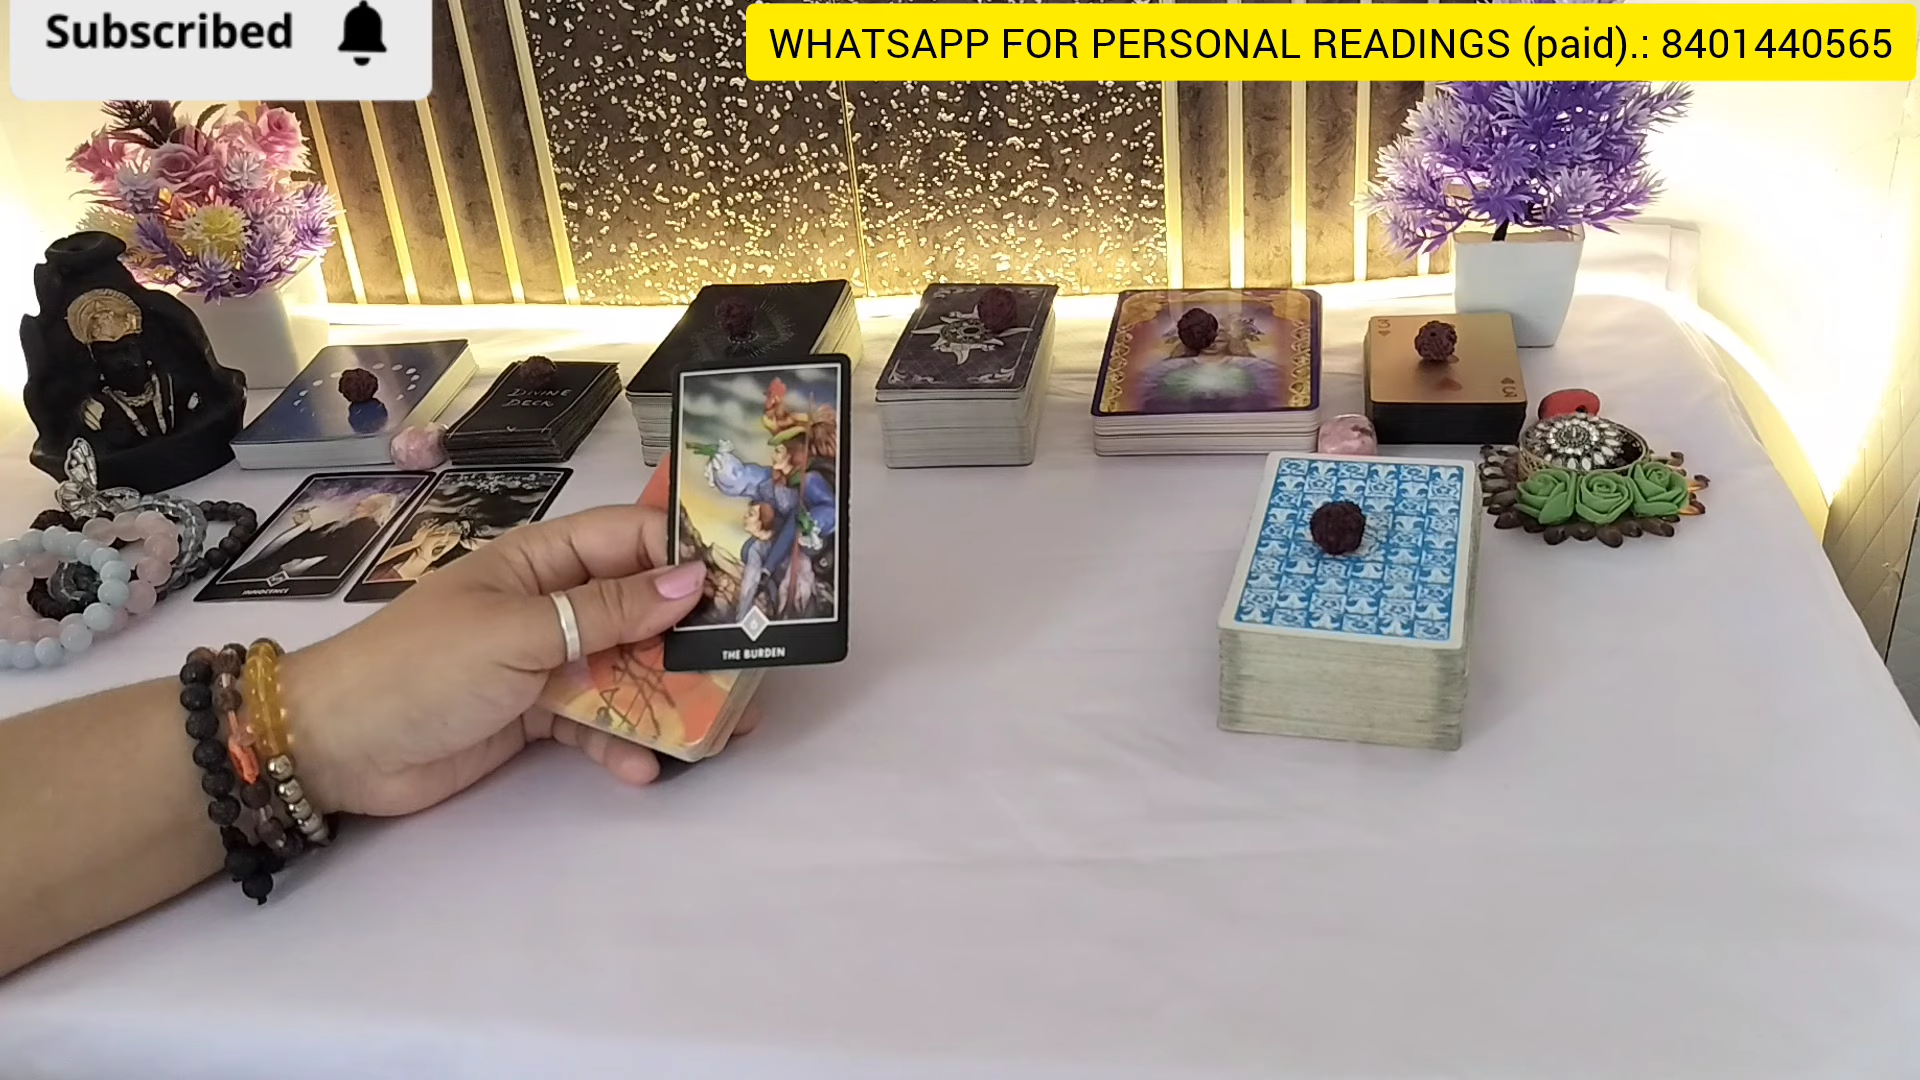 Subscribed
WHATSAPP FOR PERSONAL READINGS (paid).: 8401440565
DIVINE
DECK
INNOCENCE
THE BURDEN